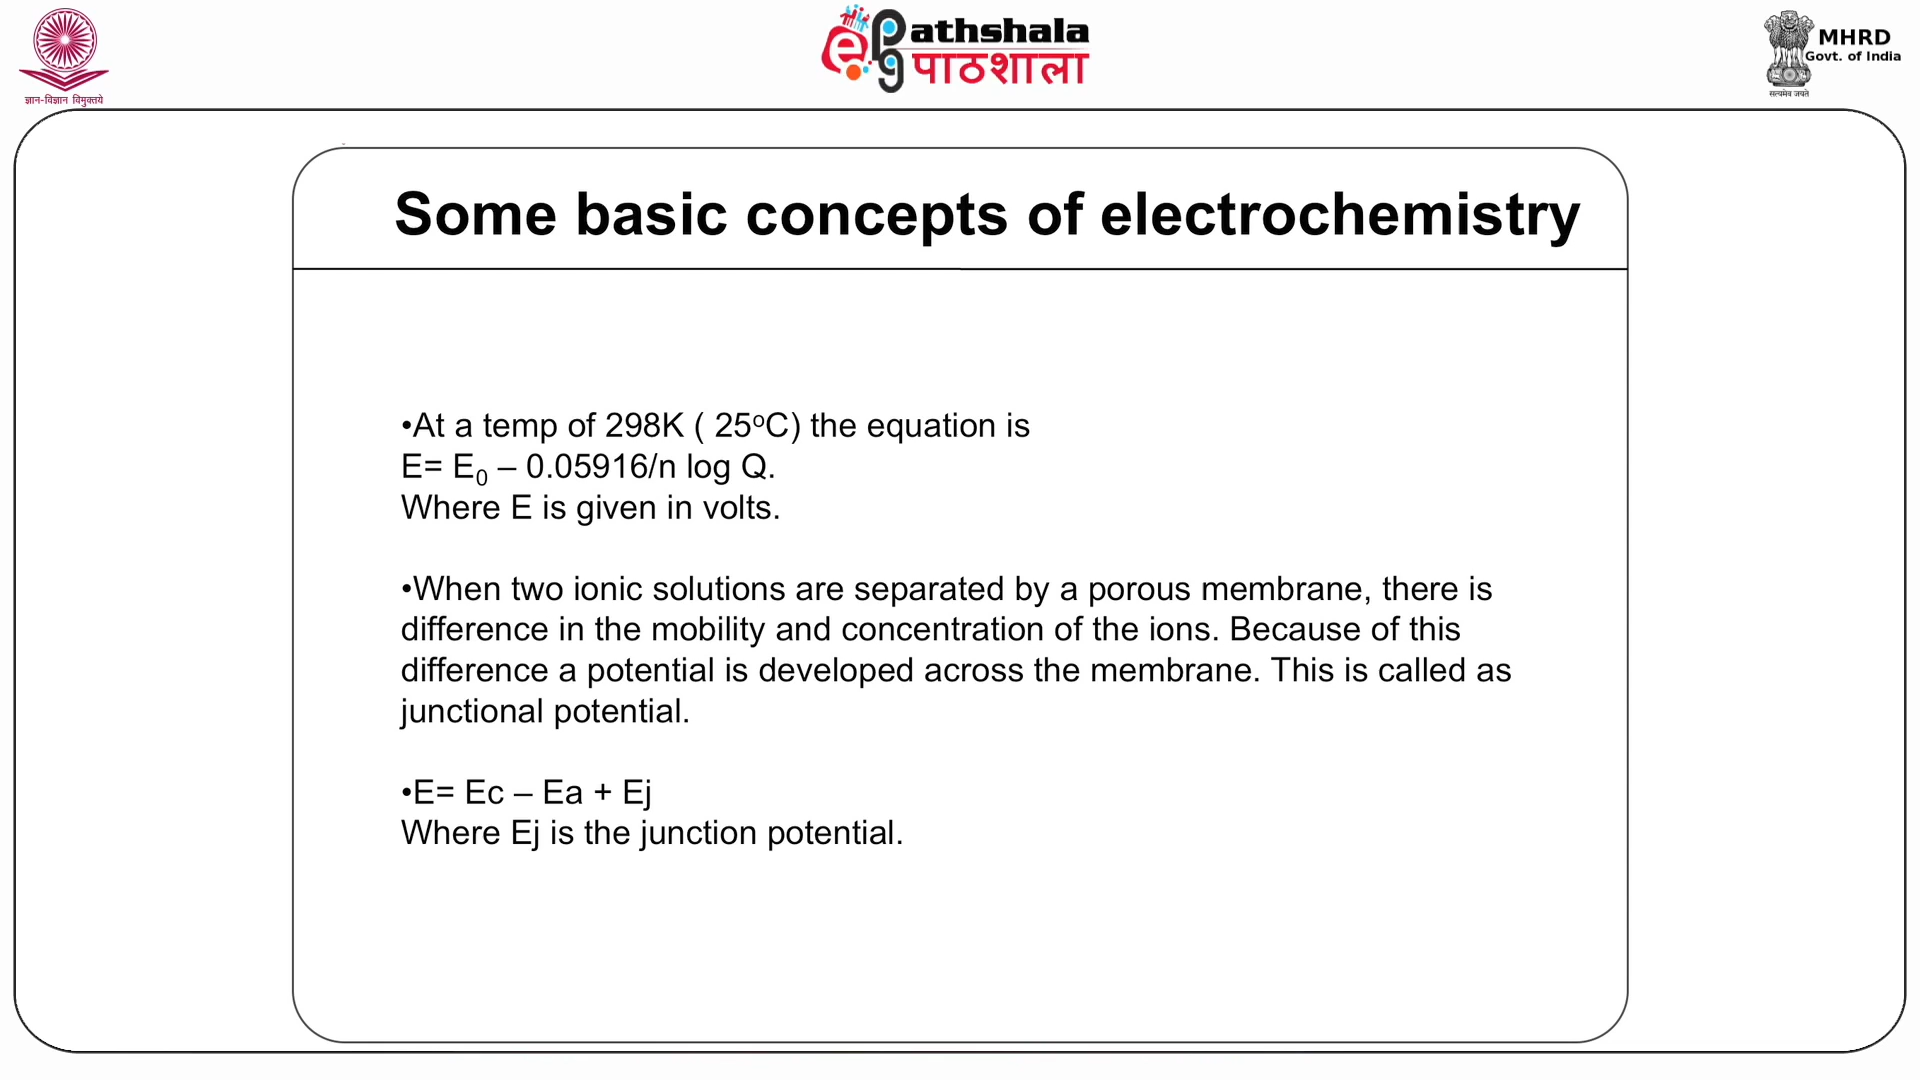 ज्ञान-विज्ञान विमुक्तये
ePG Pathshala
पाठशाला
MHRD
Govt. of India
सत्यमेव जयते
Some basic concepts of electrochemistry
•At a temp of 298K ( 25ºC) the equation is
E= E₀ – 0.05916/n log Q.
Where E is given in volts.
•When two ionic solutions are separated by a porous membrane, there is
difference in the mobility and concentration of the ions. Because of this
difference a potential is developed across the membrane. This is called as
junctional potential.
•E= Ec – Ea + Ej
Where Ej is the junction potential.